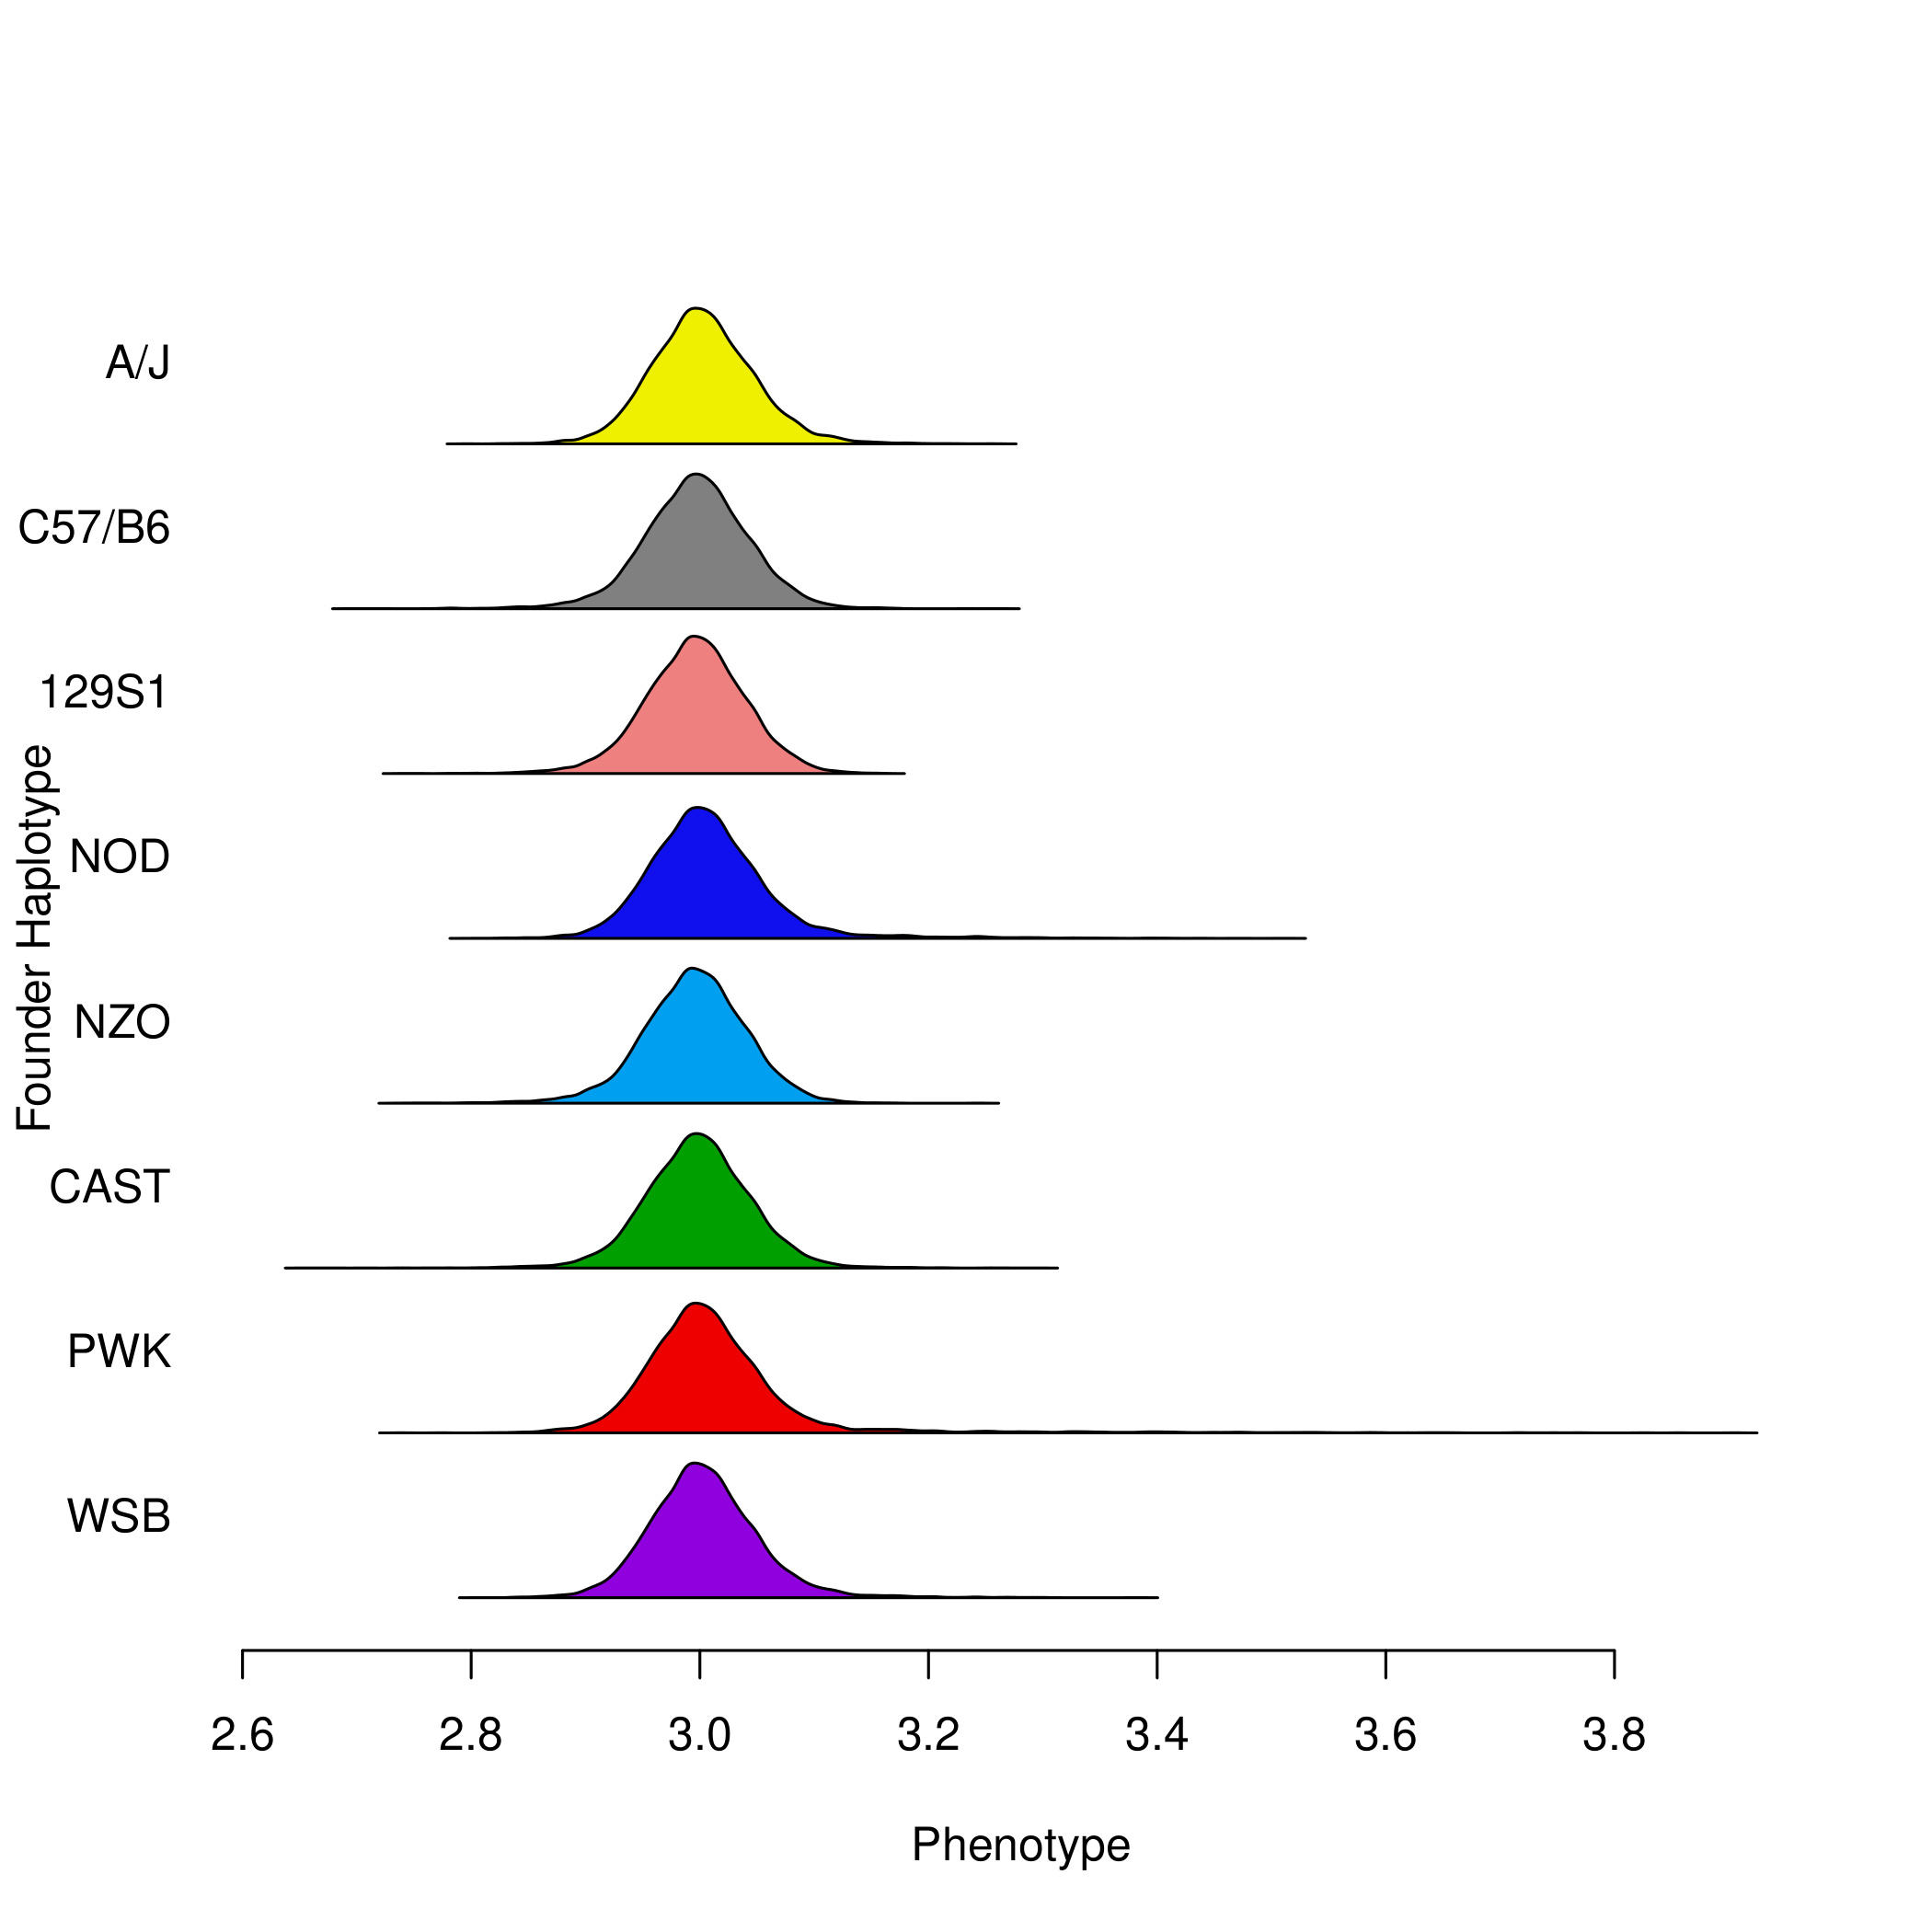 A/J
C57/B6
129S1
NOD
NZO
CAST
PWK
WSB
Founder Haplotype
2.6 2.8 3.0 3.2 3.4 3.6 3.8
Phenotype